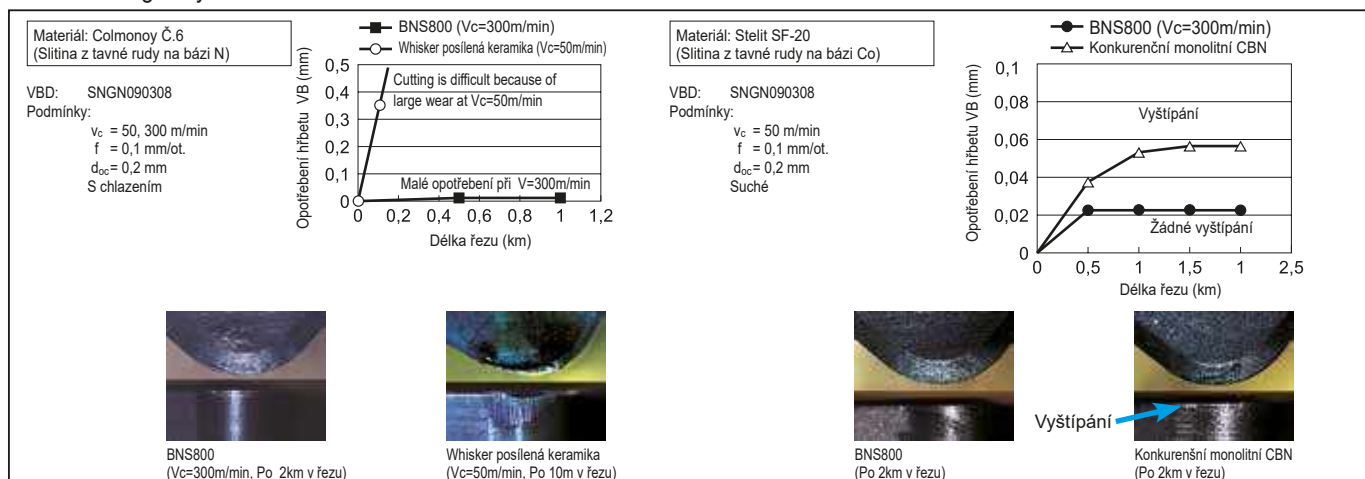 Materiál: Colmonoy Č.6
(Slitina z tavné rudy na bázi N)
VBD: SNGN090308
Podmínky:
vc = 50, 300 m/min
f = 0,1 mm/ot.
doc= 0,2 mm
S chlazením
BNS800 (Vc=300m/min)
Whisker posílená keramika (Vc=50m/min)
Opotřebení hřbetu VB (mm)
0,5
0,4
0,3
0,2
0,1
0
Cutting is difficult because of
large wear at Vc=50m/min
Malé opotřebení při V=300m/min
0 0,2 0,4 0,6 0,8 1,0 1,2
Délka řezu (km)
BNS800
(Vc=300m/min, Po 2km v řezu)
Whisker posílená keramika
(Vc=50m/min, Po 10m v řezu)
Materiál: Stelit SF-20
(Slitina z tavné rudy na bázi Co)
VBD: SNGN090308
Podmínky:
vc = 50 m/min
f = 0,1 mm/ot.
doc= 0,2 mm
Suché
BNS800 (Vc=300m/min)
Konkurenční monolitní CBN
Opotřebení hřbetu VB (mm)
0,1
0,08
0,06
0,04
0,02
0
Vyštípání
Žádné vyštípání
0 0,5 1 1,5 1 2,5
Délka řezu (km)
Vyštípání
BNS800
(Po 2km v řezu)
Konkurenšní monolitní CBN
(Po 2km v řezu)